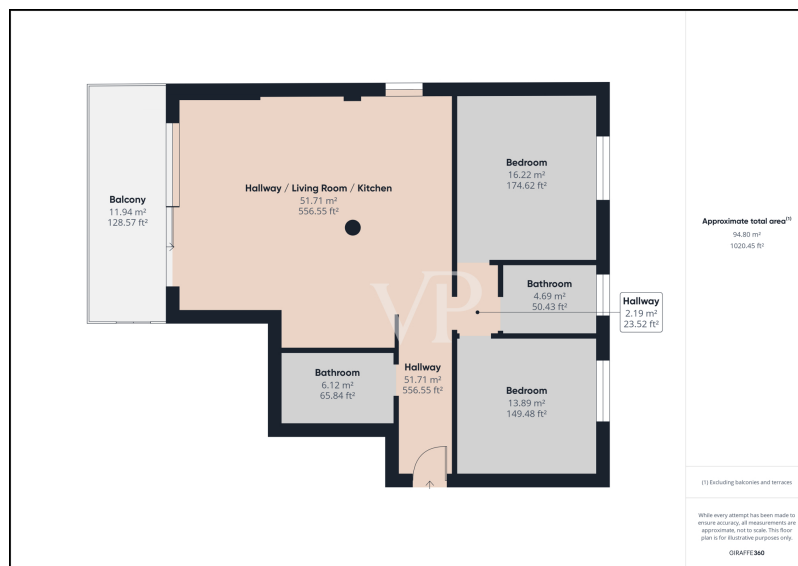 Balcony
11.94 m²
128.57 ft²
Hallway / Living Room / Kitchen
51.71 m²
556.55 ft²
Bedroom
16.22 m²
174.62 ft²
Bathroom
4.69 m²
50.43 ft²
Hallway
2.19 m²
23.52 ft²
VP
Bathroom
6.12 m²
65.84 ft²
Hallway
51.71 m²
556.55 ft²
Bedroom
13.89 m²
149.48 ft²
Approximate total area⁽¹⁾
94.80 m²
1020.45 ft²
(1) Excluding balconies and terraces
While every attempt has been made to
ensure accuracy, all measurements are
approximate, not to scale. This floor
plan is for illustrative purposes only.
GIRAFFE360